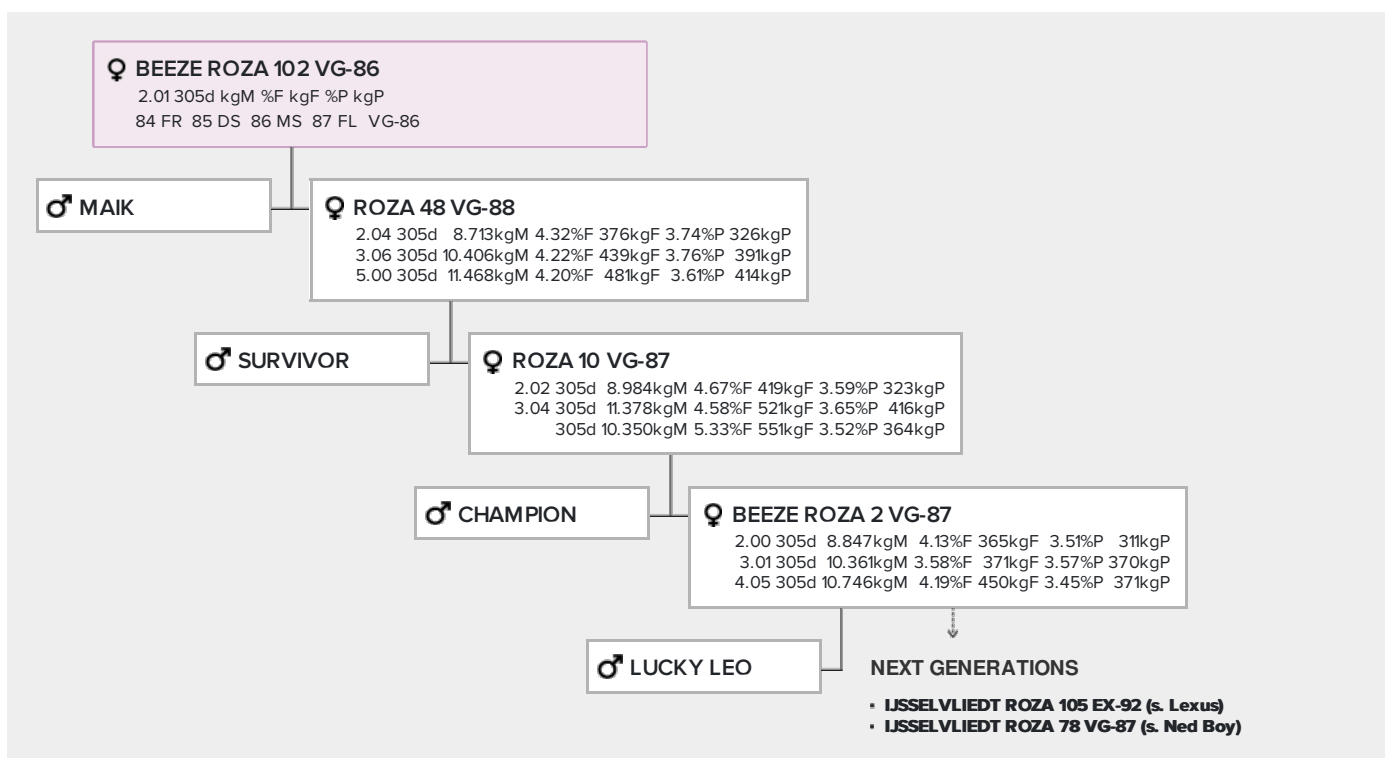 ♀ BEEZE ROZA 102 VG-86
2.01 305d kgM %F kgF %P kgP
84 FR 85 DS 86 MS 87 FL VG-86
♂ MAIK
♀ ROZA 48 VG-88
2.04 305d 8.713kgM 4.32%F 376kgF 3.74%P 326kgP
3.06 305d 10.406kgM 4.22%F 439kgF 3.76%P 391kgP
5.00 305d 11.468kgM 4.20%F 481kgF 3.61%P 414kgP
♂ SURVIVOR
♀ ROZA 10 VG-87
2.02 305d 8.984kgM 4.67%F 419kgF 3.59%P 323kgP
3.04 305d 11.378kgM 4.58%F 521kgF 3.65%P 416kgP
305d 10.350kgM 5.33%F 551kgF 3.52%P 364kgP
♂ CHAMPION
♀ BEEZE ROZA 2 VG-87
2.00 305d 8.847kgM 4.13%F 365kgF 3.51%P 311kgP
3.01 305d 10.361kgM 3.58%F 371kgF 3.57%P 370kgP
4.05 305d 10.746kgM 4.19%F 450kgF 3.45%P 371kgP
♂ LUCKY LEO
NEXT GENERATIONS
▪ IJSSELVLIEDT ROZA 105 EX-92 (s. Lexus)
▪ IJSSELVLIEDT ROZA 78 VG-87 (s. Ned Boy)